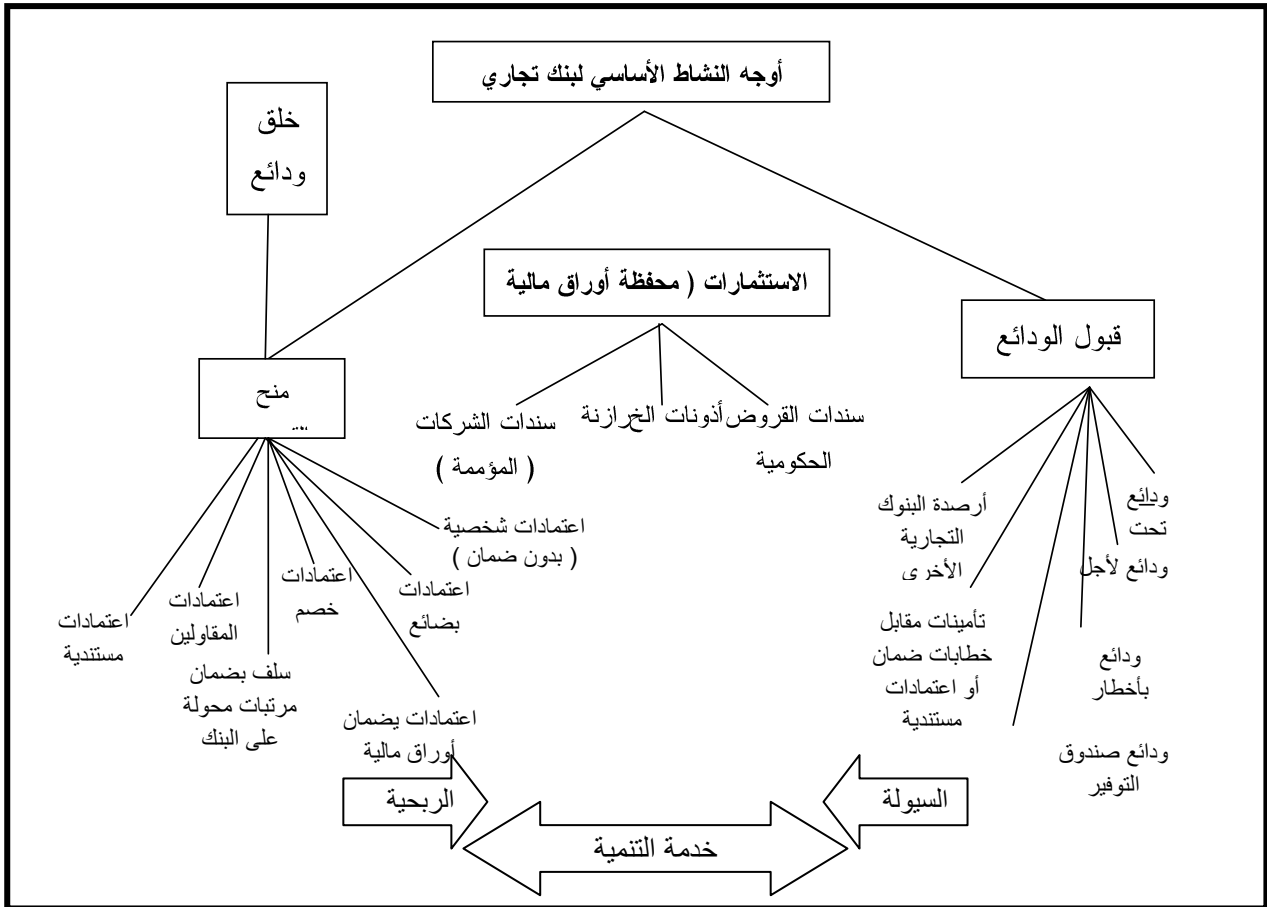 أوجه النشاط الأساسي لبنك تجاري
خلق
ودائع
الاستثمارات ( محفظة أوراق مالية
قبول الودائع
منح
سندات القروض
الحكومية
أذونات الخزانة
سندات الشركات
( المؤممة )
ودائع
تحت
ودائع لأجل
ودائع
بأخطار
ودائع صندوق
التوفير
أرصدة البنوك
التجارية
الأخرى
تأمينات مقابل
خطابات ضمان
أو اعتمادات
مستندية
اعتمادات شخصية
( بدون ضمان )
اعتمادات
بضائع
اعتمادات
خصم
اعتمادات
المقاولين
اعتمادات
مستندية
سلف بضمان
مرتبات محولة
على البنك
اعتمادات يضمان
أوراق مالية
السيولة
الربحية
خدمة التنمية